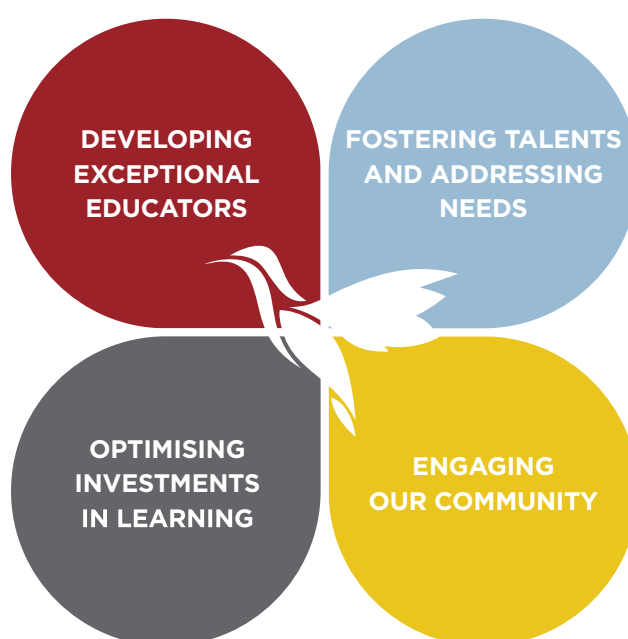 DEVELOPING
EXCEPTIONAL
EDUCATORS
FOSTERING TALENTS
AND ADDRESSING
NEEDS
OPTIMISING
INVESTMENTS
IN LEARNING
ENGAGING
OUR COMMUNITY